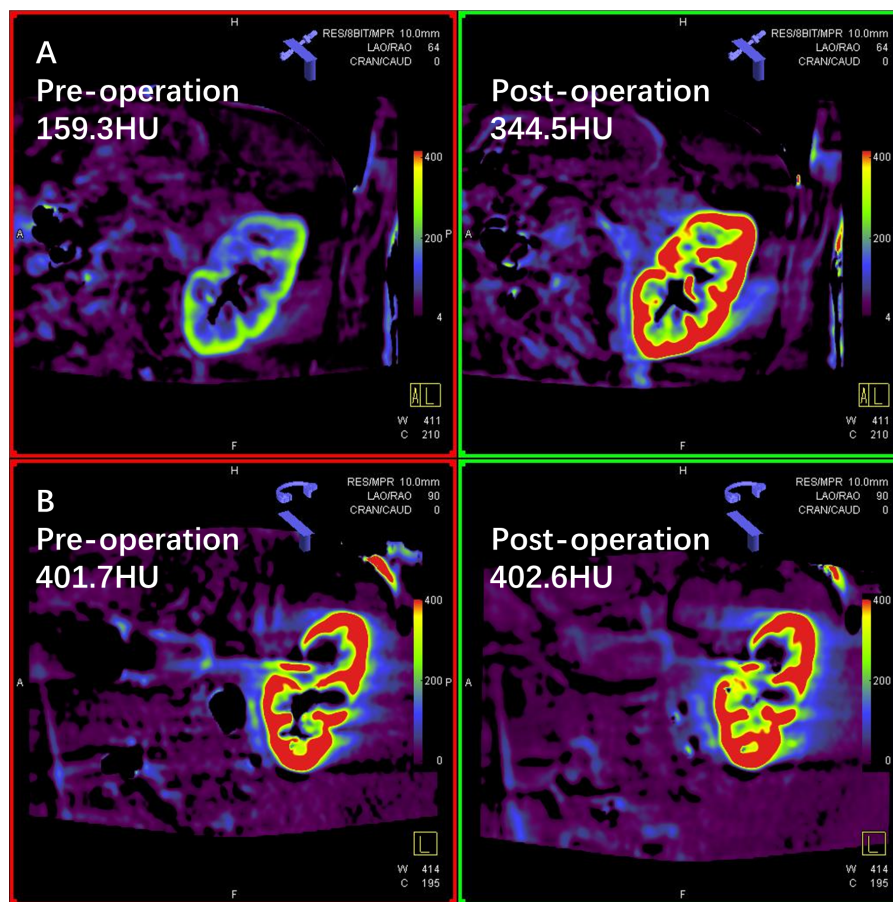 H
A
RES/8BIT/MPR 10.0mm
LAO/RAO 64
CRAN/CAUD 0
Pre-operation
159.3HU
400
A
P
200
4
A L
W 411
C 210
F
H
RES/8BIT/MPR 10.0mm
LAO/RAO 64
CRAN/CAUD 0
Post-operation
344.5HU
400
A
200
4
A L
W 411
C 210
F
H
B
RES/MPR 10.0mm
LAO/RAO 90
CRAN/CAUD 0
Pre-operation
401.7HU
400
A
P
200
0
L
W 414
C 195
F
H
RES/MPR 10.0mm
LAO/RAO 90
CRAN/CAUD 0
Post-operation
402.6HU
400
A
200
0
L
W 414
C 195
F